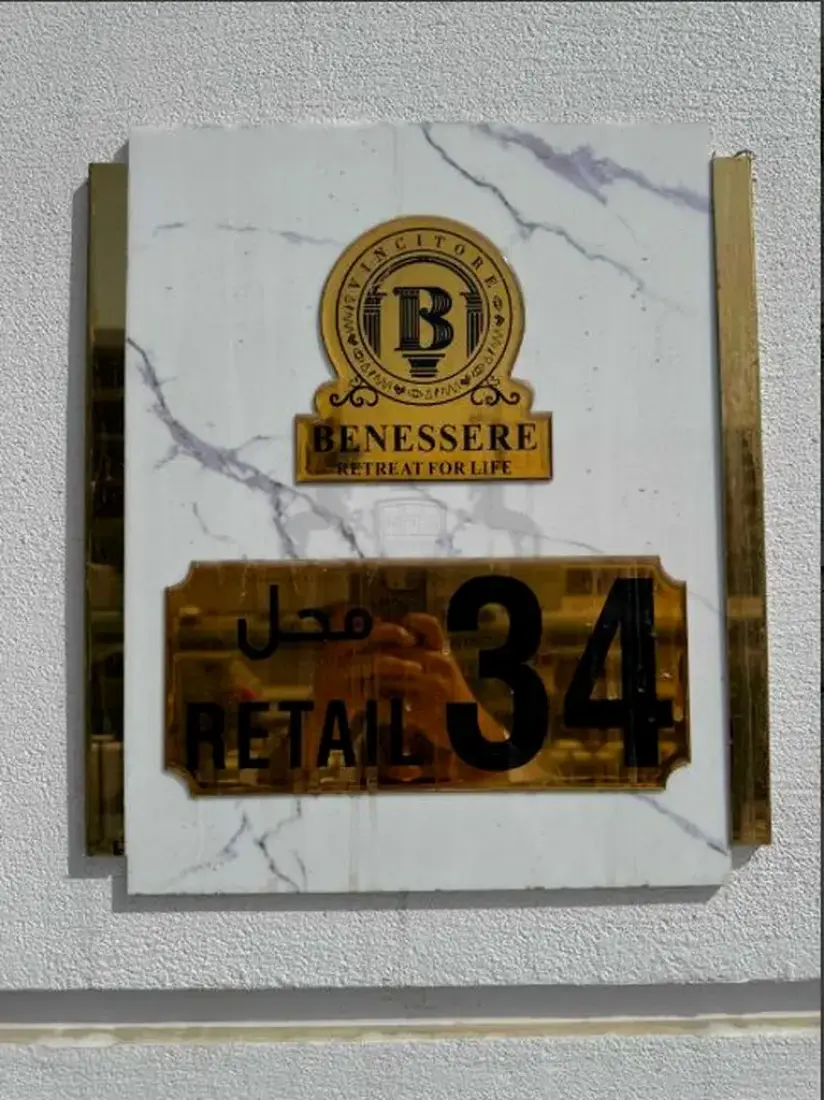 VINCITORE
B
BENESSERE
RETREAT FOR LIFE
محل
RETAIL 34